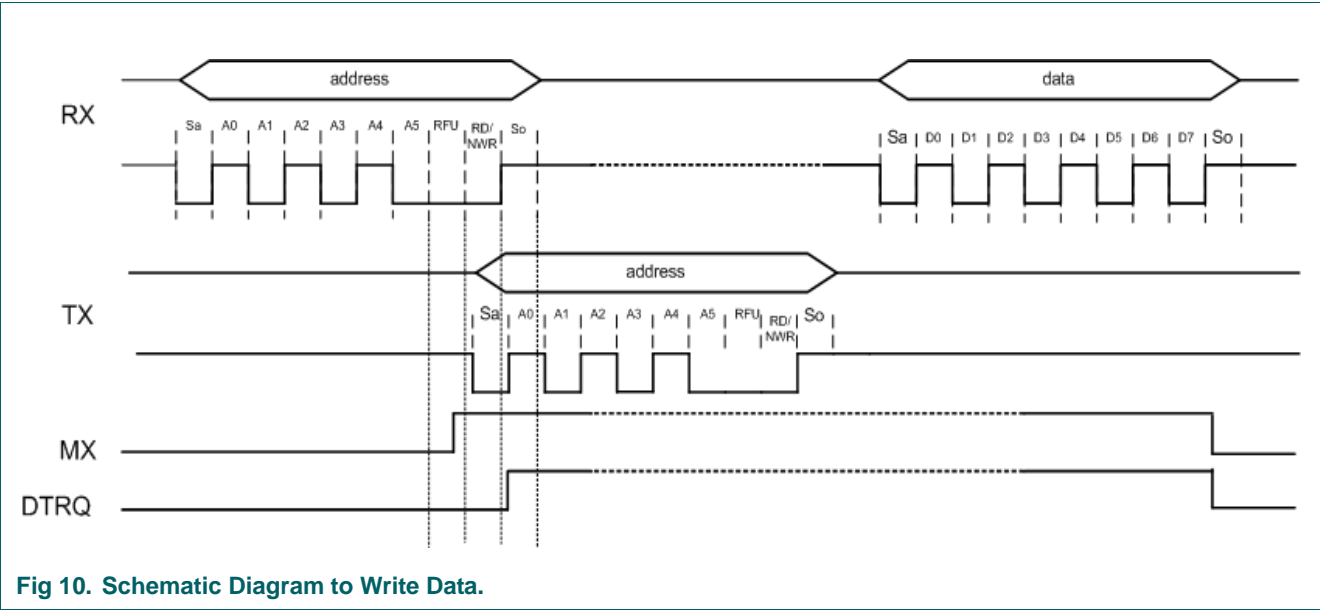 address
data
RX
Sa A0 A1 A2 A3 A4 A5 RFU RD/ So
NWR
Sa D0 D1 D2 D3 D4 D5 D6 D7 So
address
TX
Sa A0 A1 A2 A3 A4 A5 RFU RD/ So
NWR
MX
DTRQ
Fig 10. Schematic Diagram to Write Data.